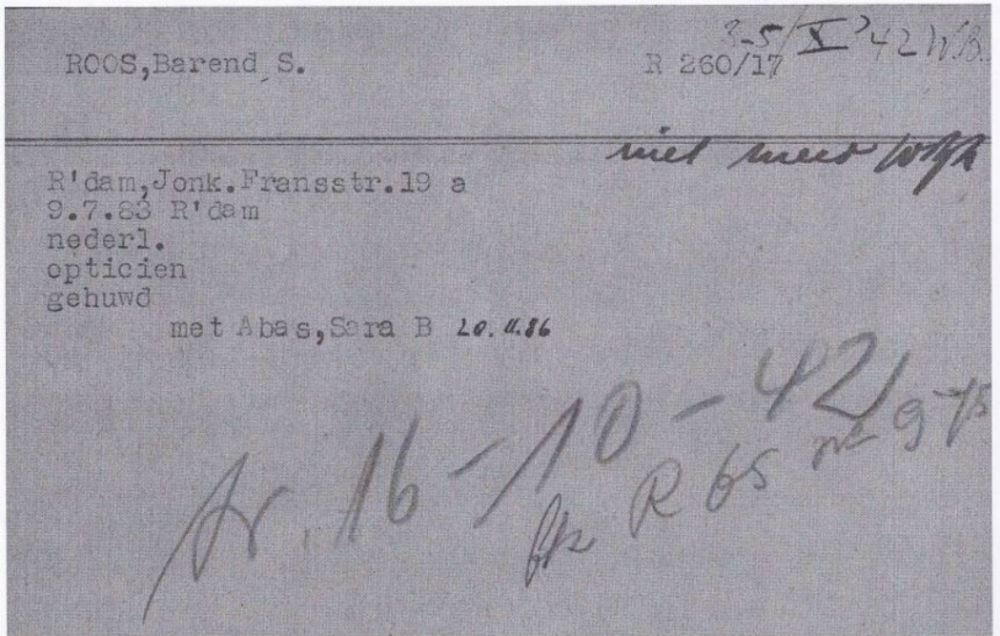 3-5/X '42 W.B.
ROOS,Barend S.
R 260/17
niet meer
R'dam,Jonk.Fransstr.19 a
9.7.83 R'dam
nederl.
opticien
gehuwd
met Abas,Sara B 20.11.86
tr. 16-10-42
R 65